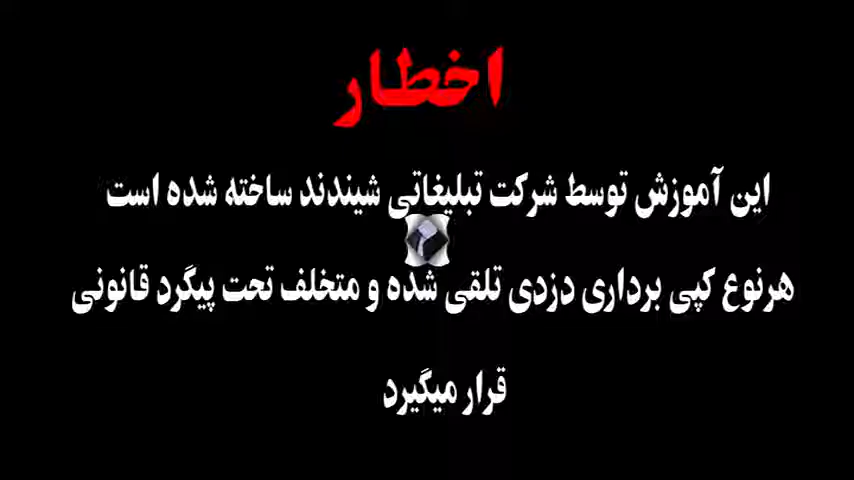 اخطار
این آموزش توسط شرکت تبلیغاتی شیندند ساخته شده است
هرنوع کپی برداری دزدی تلقی شده و متخلف تحت پیگرد قانونی
قرار میگیرد